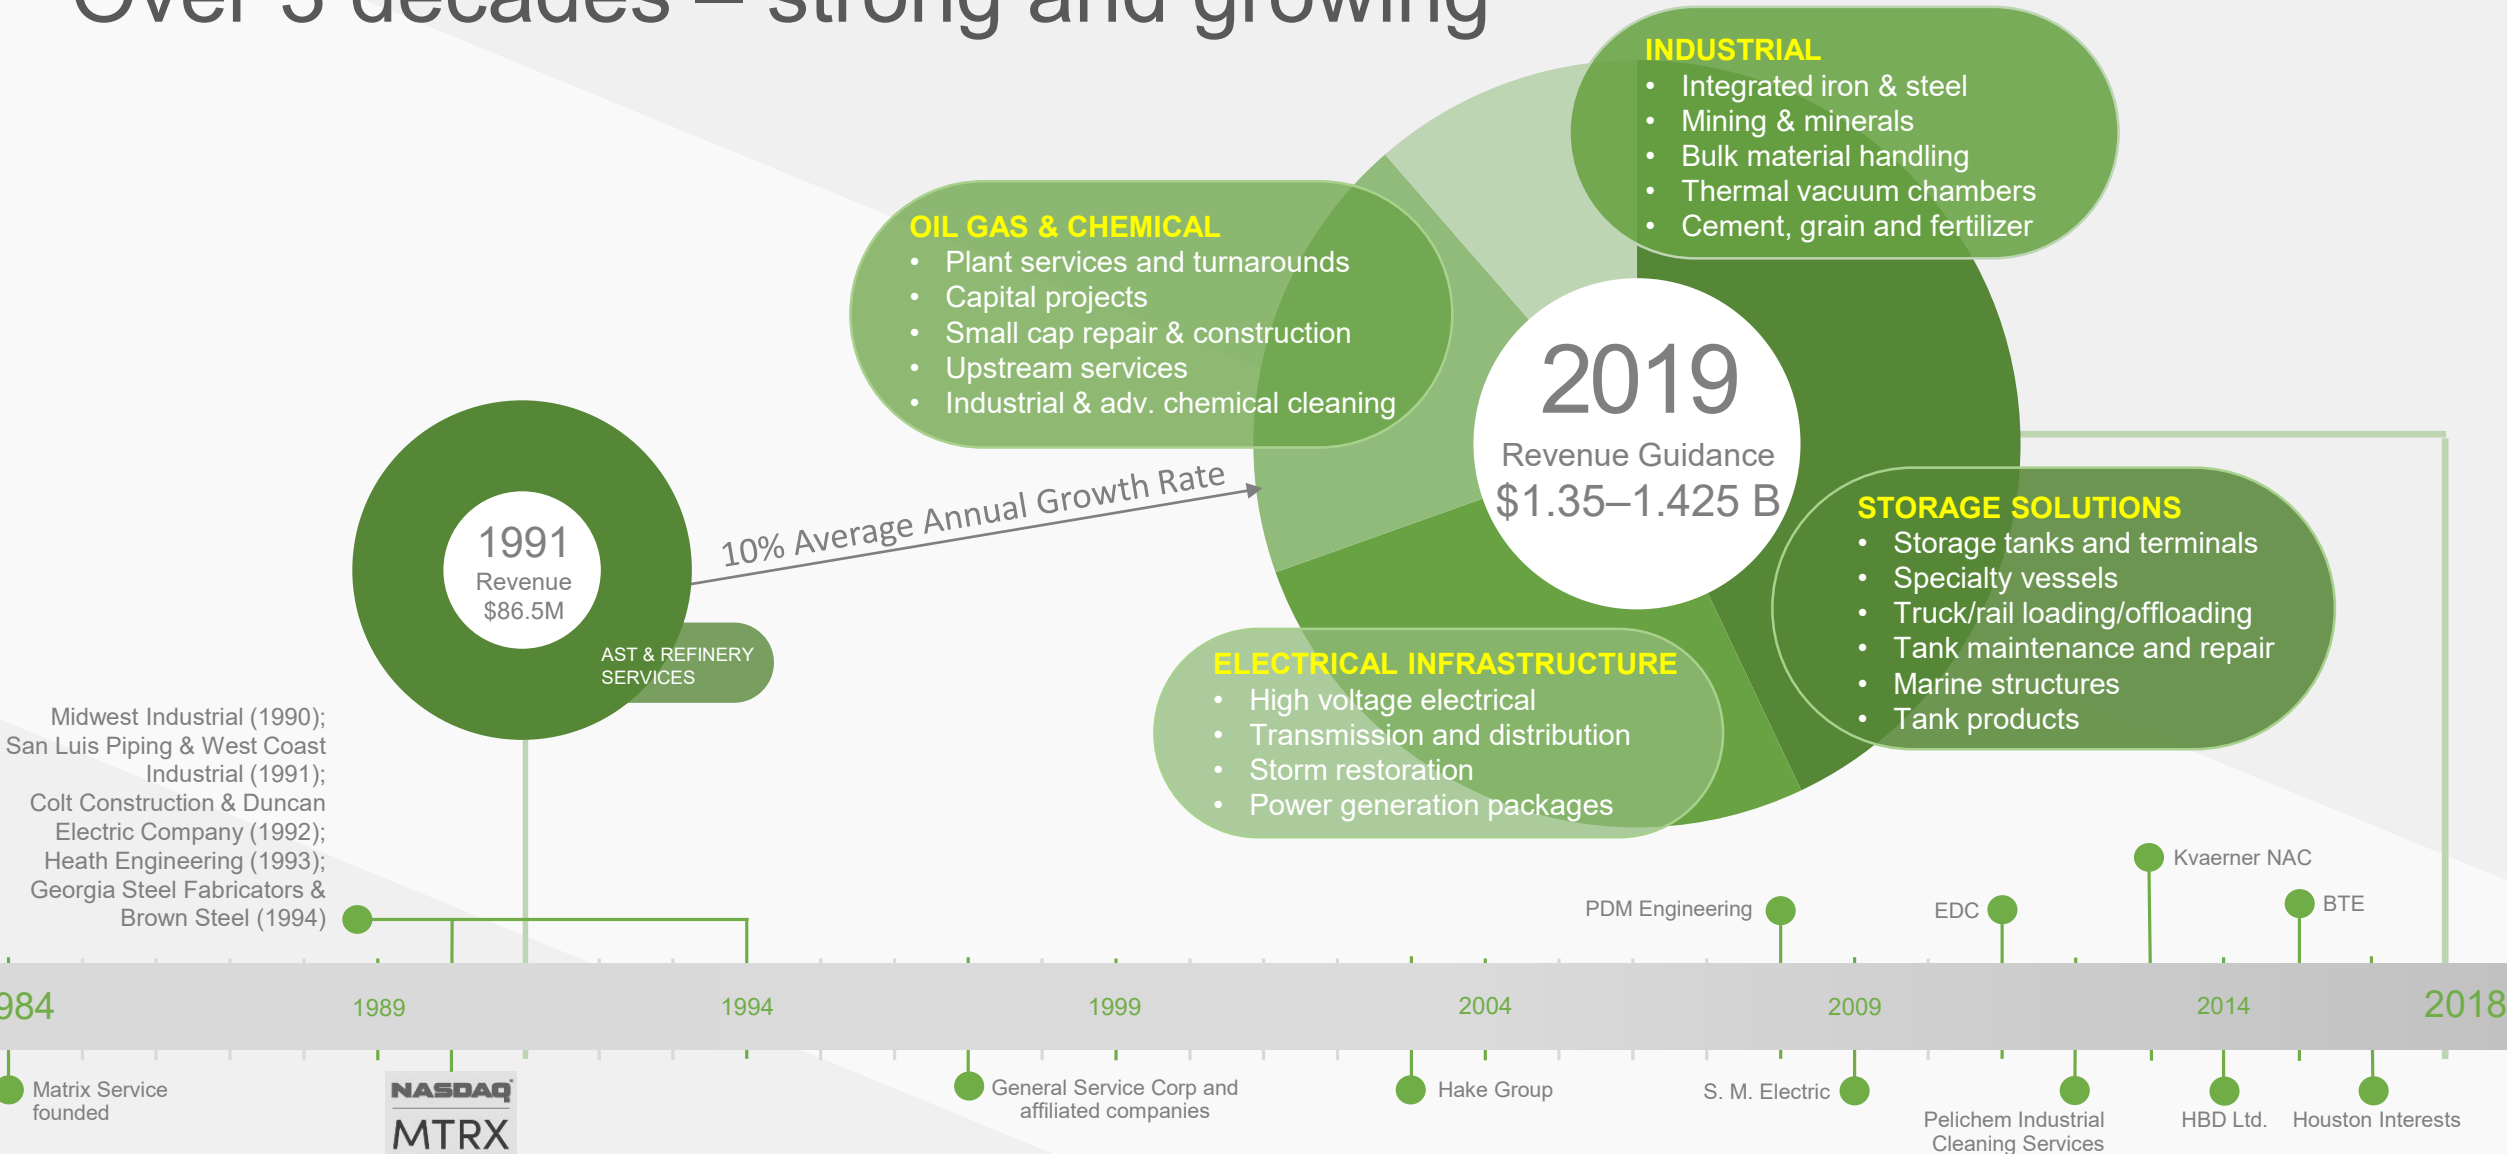 Over 3 decades – strong and growing
INDUSTRIAL
• Integrated iron & steel
• Mining & minerals
• Bulk material handling
• Thermal vacuum chambers
• Cement, grain and fertilizer
OIL GAS & CHEMICAL
• Plant services and turnarounds
• Capital projects
• Small cap repair & construction
• Upstream services
• Industrial & adv. chemical cleaning
2019
Revenue Guidance
$1.35–1.425 B
10% Average Annual Growth Rate
1991
Revenue
$86.5M
AST & REFINERY
SERVICES
STORAGE SOLUTIONS
• Storage tanks and terminals
• Specialty vessels
• Truck/rail loading/offloading
• Tank maintenance and repair
• Marine structures
• Tank products
ELECTRICAL INFRASTRUCTURE
• High voltage electrical
• Transmission and distribution
• Storm restoration
• Power generation packages
Midwest Industrial (1990);
San Luis Piping & West Coast
Industrial (1991);
Colt Construction & Duncan
Electric Company (1992);
Heath Engineering (1993);
Georgia Steel Fabricators &
Brown Steel (1994)
Kvaerner NAC
PDM Engineering
EDC
BTE
984
1989
1994
1999
2004
2009
2014
2018
Matrix Service
founded
NASDAQ
MTRX
General Service Corp and
affiliated companies
Hake Group
S. M. Electric
Pelichem Industrial
Cleaning Services
HBD Ltd.
Houston Interests